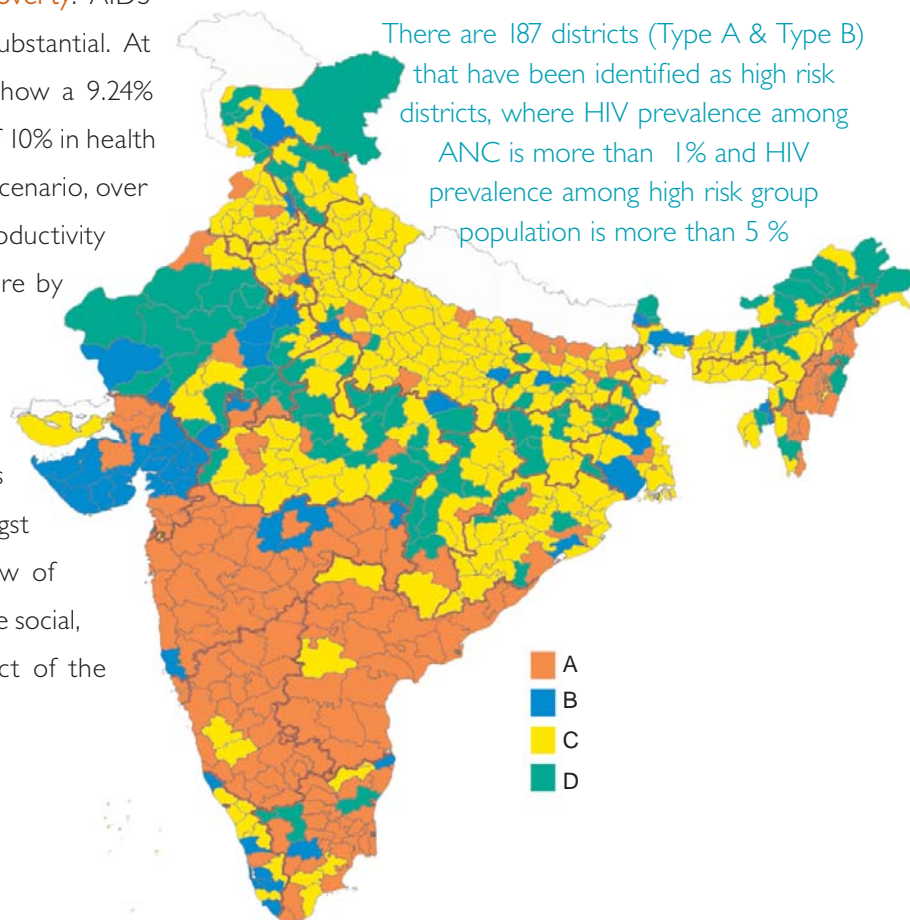 overty. AIDS
ubstantial. At
how a 9.24%
f 10% in health
cenario, over
oductivity
re by
s
gst
w of
e social,
ct of the
There are 187 districts (Type A & Type B)
that have been identified as high risk
districts, where HIV prevalence among
ANC is more than 1% and HIV
prevalence among high risk group
population is more than 5 %
A
B
C
D